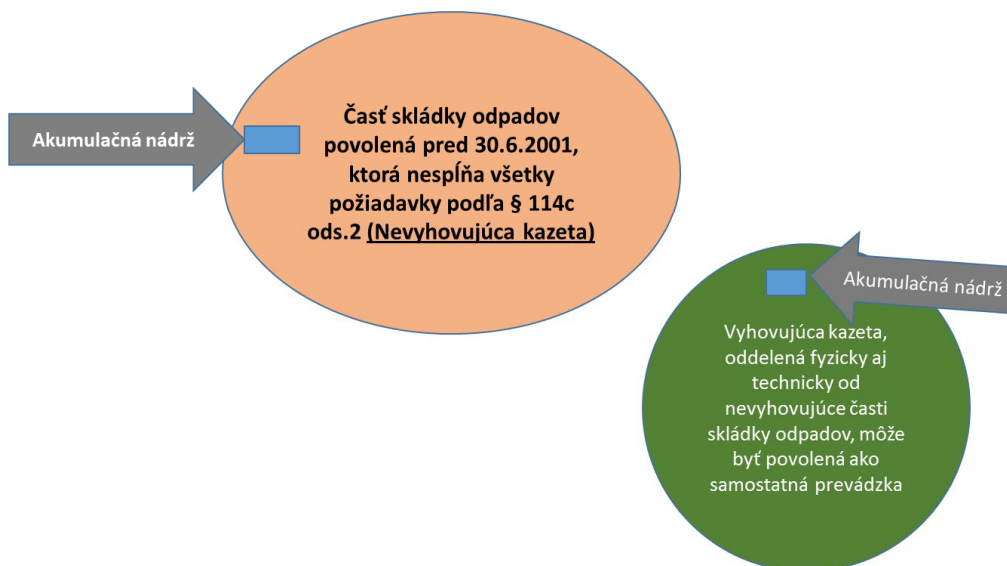 Akumulačná nádrž
Časť skládky odpadov
povolená pred 30.6.2001,
ktorá nespĺňa všetky
požiadavky podľa § 114c
ods.2 (Nevyhovujúca kazeta)
Akumulačná nádrž
Vyhovujúca kazeta,
oddelená fyzicky aj
technicky od
nevyhovujúce časti
skládky odpadov, môže
byť povolená ako
samostatná prevádzka